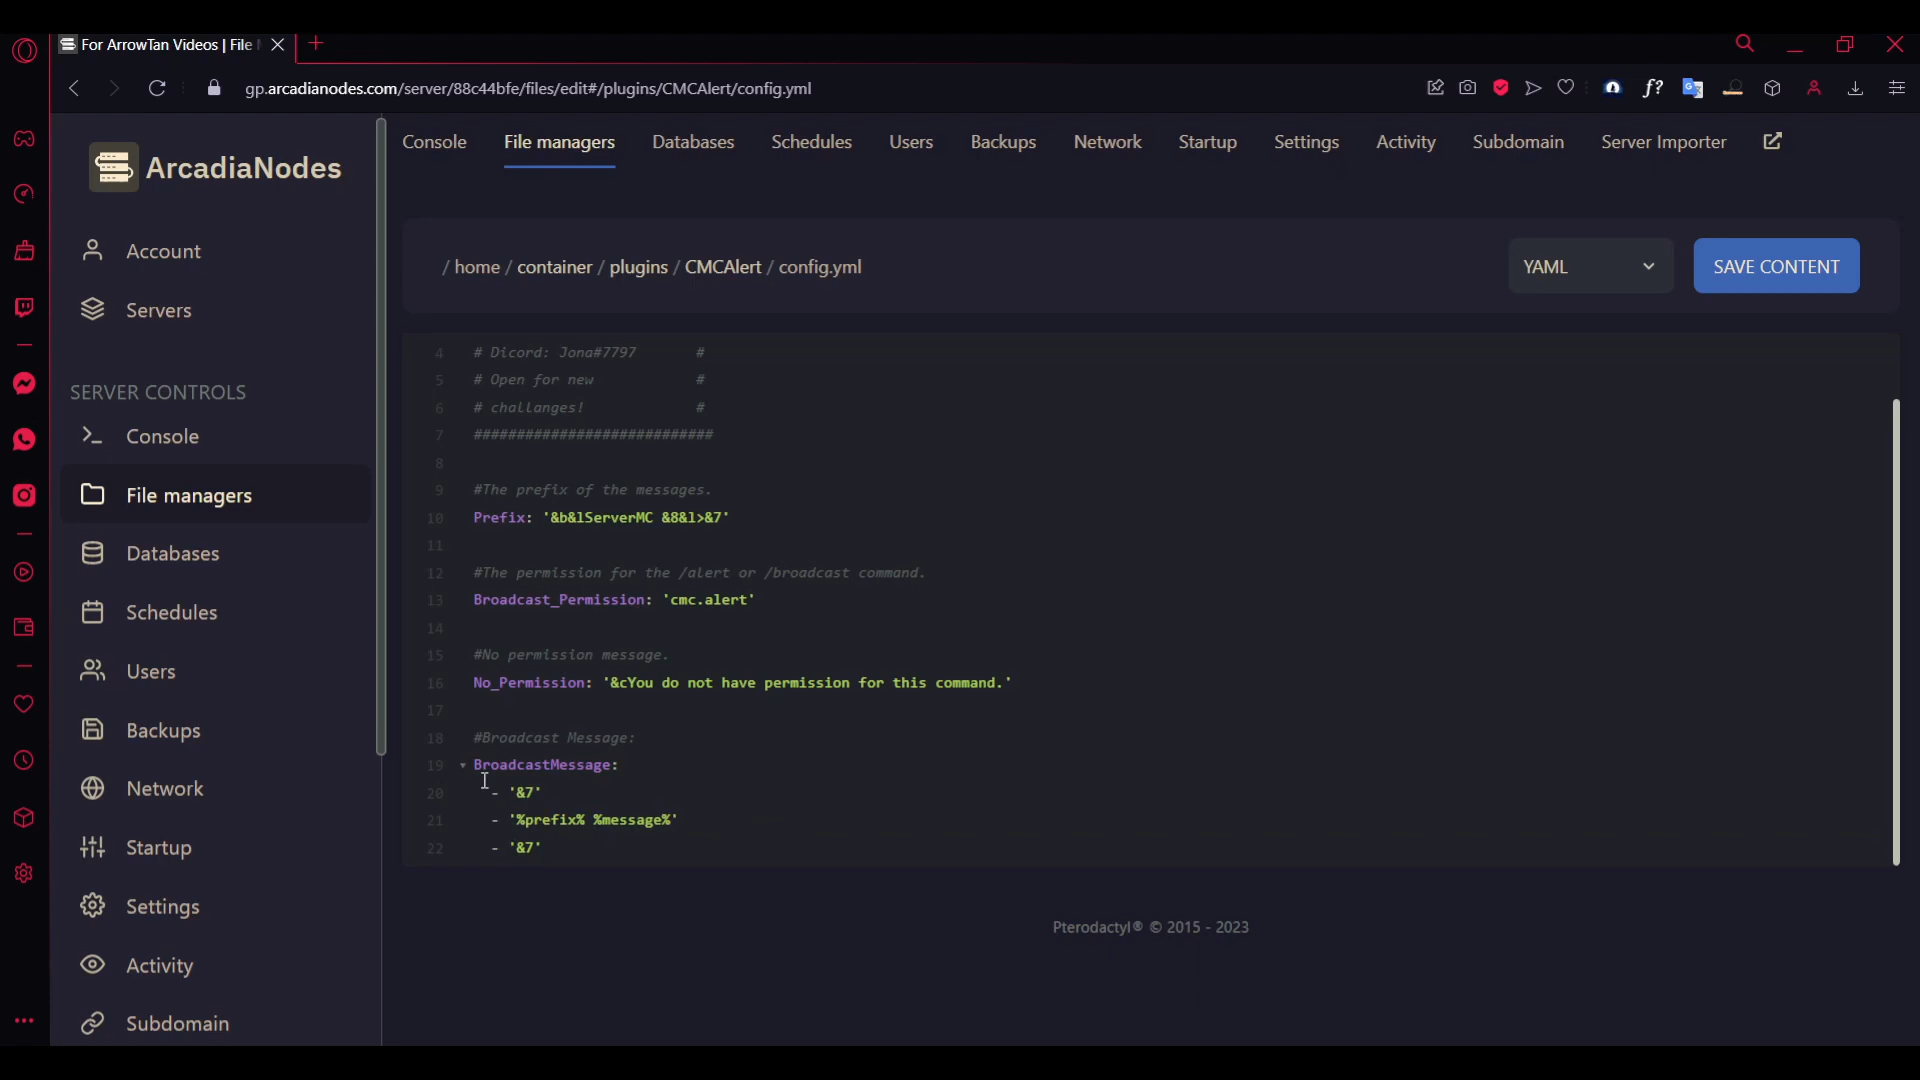 For ArrowTan Videos | File
gp.arcadianodes.com/server/88c44bfe/files/edit#/plugins/CMCAlert/config.yml
f?
ArcadiaNodes
Account
Servers
SERVER CONTROLS
Console
File managers
Databases
Schedules
Users
Backups
Network
Startup
Settings
Activity
Subdomain
Console File managers Databases Schedules Users Backups Network Startup Settings Activity Subdomain Server Importer
/ home / container / plugins / CMCAlert / config.yml
YAML
SAVE CONTENT
4 # Dicord: Jona#7797 #
5 # Open for new #
6 # challanges! #
7 ############################
8
9 #The prefix of the messages.
10 Prefix: '&b&lServerMC &8&l>&7'
11
12 #The permission for the /alert or /broadcast command.
13 Broadcast_Permission: 'cmc.alert'
14
15 #No permission message.
16 No_Permission: '&cYou do not have permission for this command.'
17
18 #Broadcast Message:
19 BroadcastMessage:
20 - '&7'
21 - '%prefix% %message%'
22 - '&7'
Pterodactyl® © 2015 - 2023